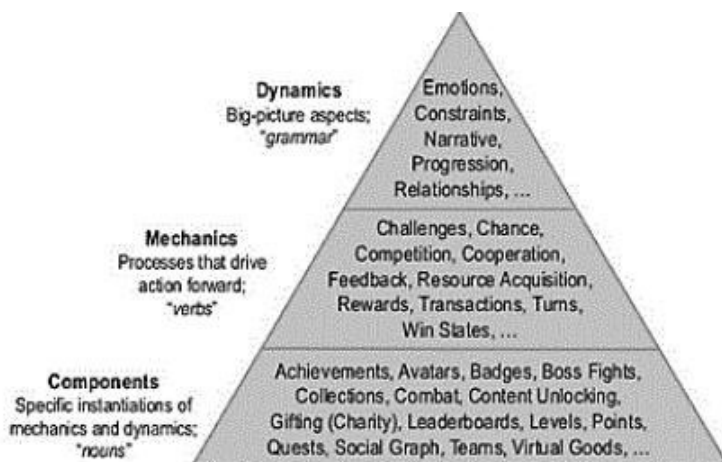 Dynamics
Big-picture aspects;
"grammar"
Emotions,
Constraints,
Narrative,
Progression,
Relationships, ...
Mechanics
Processes that drive
action forward;
"verbs"
Challenges, Chance,
Competition, Cooperation,
Feedback, Resource Acquisition,
Rewards, Transactions, Turns,
Win States, ...
Components
Specific instantiations of
mechanics and dynamics;
"nouns"
Achievements, Avatars, Badges, Boss Fights,
Collections, Combat, Content Unlocking,
Gifting (Charity), Leaderboards, Levels, Points,
Quests, Social Graph, Teams, Virtual Goods, ...